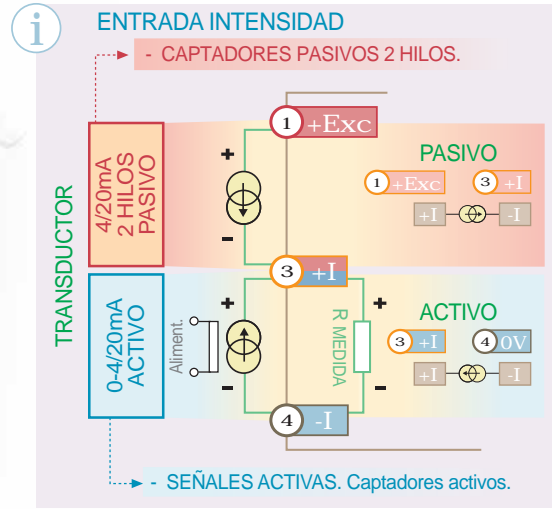 i
ENTRADA INTENSIDAD
- CAPTADORES PASIVOS 2 HILOS.
TRANSDUCTOR
4/20mA
2 HILOS
PASIVO
1 +Exc
+
-
PASIVO
1 +Exc
3 +I
+I
-I
3 +I
0-4/20mA
ACTIVO
Aliment.
+
-
R MEDIDA
+
-
ACTIVO
3 +I
4 0V
+I
-I
4 -I
- SEÑALES ACTIVAS. Captadores activos.